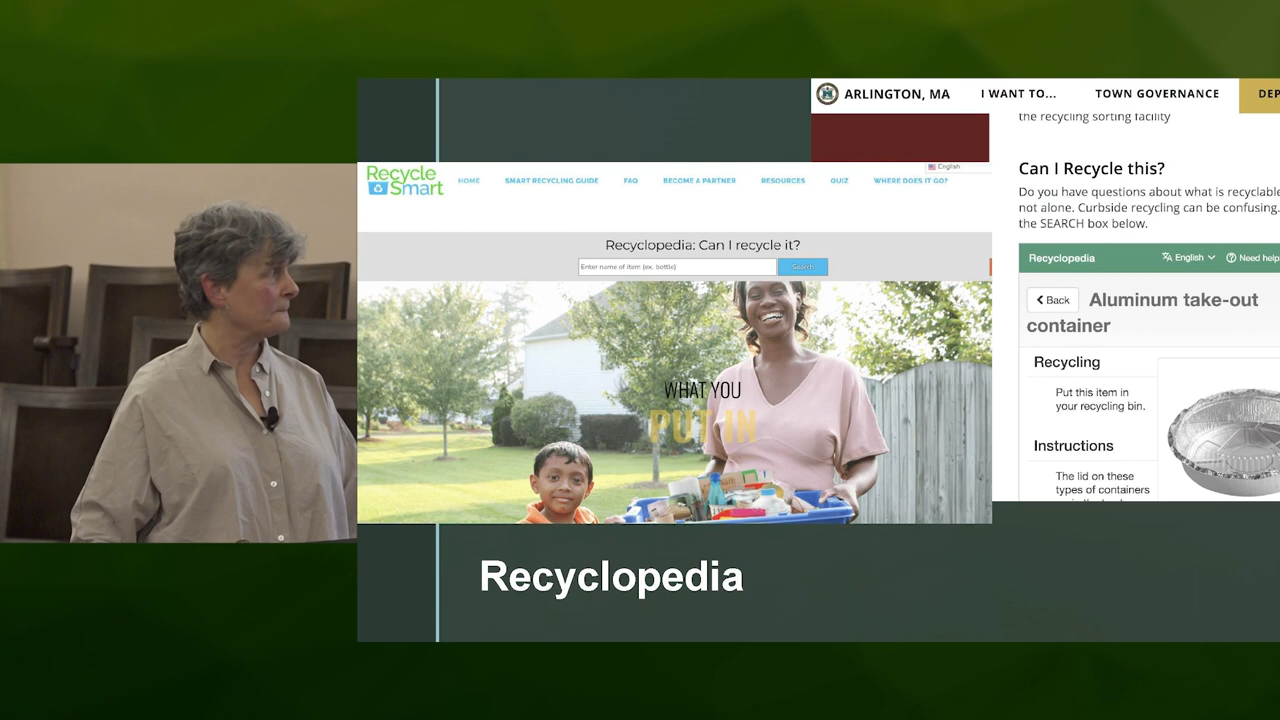 ARLINGTON, MA
I WANT TO...
TOWN GOVERNANCE
DEP
the recycling sorting facility
Can I Recycle this?
Do you have questions about what is recyclable
not alone. Curbside recycling can be confusing.
the SEARCH box below.
Recyclopedia
English
Need help
Back
Aluminum take-out
container
Recycling
Put this item in
your recycling bin.
Instructions
The lid on these
types of containers
English
Recycle
Smart
HOME
SMART RECYCLING GUIDE
FAQ
BECOME A PARTNER
RESOURCES
QUIZ
WHERE DOES IT GO?
Recyclopedia: Can I recycle it?
Enter name of item (ex. bottle)
Search
WHAT YOU
PUT IN
Recyclopedia